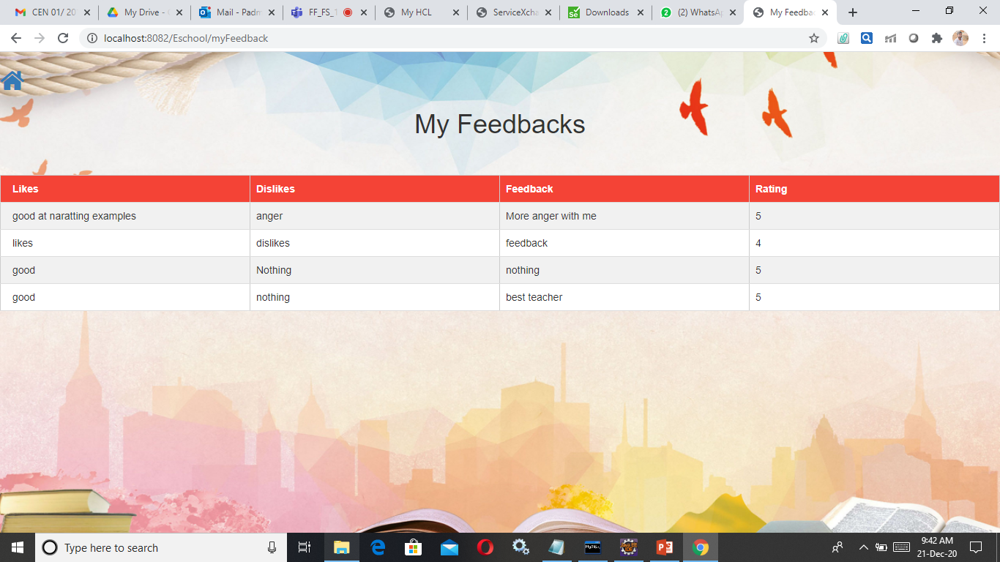 CEN 01/ 20 My Drive - Mail - Padm FF_FS_1 My HCL ServiceXcha Downloads (2) WhatsA My Feedbac
localhost:8082/Eschool/myFeedback
My Feedbacks
Likes Dislikes Feedback Rating
good at naratting examples anger More anger with me 5
likes dislikes feedback 4
good Nothing nothing 5
good nothing best teacher 5
Type here to search
9:42 AM
21-Dec-20